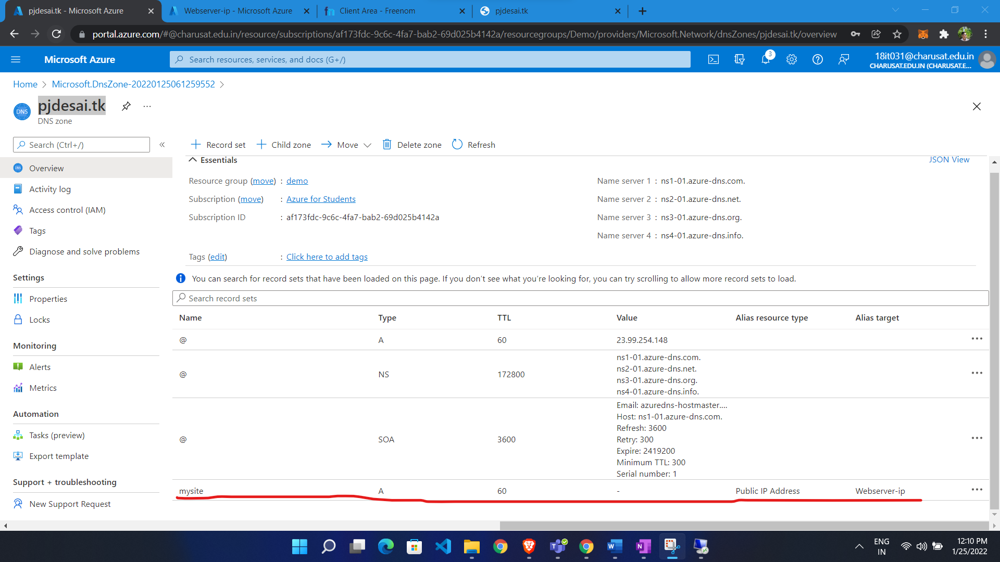 pjdesai.tk - Microsoft Azure
Webserver-ip - Microsoft Azure
Client Area - Freenom
pjdesai.tk
portal.azure.com/#@charusat.edu.in/resource/subscriptions/af173fdc-9c6c-4fa7-bab2-69d025b4142a/resourcegroups/Demo/providers/Microsoft.Network/dnsZones/pjdesai.tk/overview
Microsoft Azure
Search resources, services, and docs (G+/)
3
18it031@charusat.edu.in
CHARUSAT.EDU.IN (CHARUSAT.E...
Home > Microsoft.DnsZone-20220125061259552 >
DNS
pjdesai.tk
...
DNS zone
Search (Ctrl+/)
«
Record set
Child zone
Move
Delete zone
Refresh
Overview
Activity log
Access control (IAM)
Tags
Diagnose and solve problems
Settings
Properties
Locks
Monitoring
Alerts
Metrics
Automation
Tasks (preview)
Export template
Support + troubleshooting
New Support Request
Essentials
JSON View
Resource group (move) : demo
Subscription (move) : Azure for Students
Subscription ID : af173fdc-9c6c-4fa7-bab2-69d025b4142a
Name server 1 : ns1-01.azure-dns.com.
Name server 2 : ns2-01.azure-dns.net.
Name server 3 : ns3-01.azure-dns.org.
Name server 4 : ns4-01.azure-dns.info.
Tags (edit) : Click here to add tags
You can search for record sets that have been loaded on this page. If you don't see what you're looking for, you can try scrolling to allow more record sets to load.
Search record sets
Name Type TTL Value Alias resource type Alias target
@ A 60 23.99.254.148
@ NS 172800 ns1-01.azure-dns.com.
ns2-01.azure-dns.net.
ns3-01.azure-dns.org.
ns4-01.azure-dns.info.
@ SOA 3600 Email: azuredns-hostmaster....
Host: ns1-01.azure-dns.com.
Refresh: 3600
Retry: 300
Expire: 2419200
Minimum TTL: 300
Serial number: 1
mysite A 60 - Public IP Address Webserver-ip
ENG
IN
12:10 PM
1/25/2022